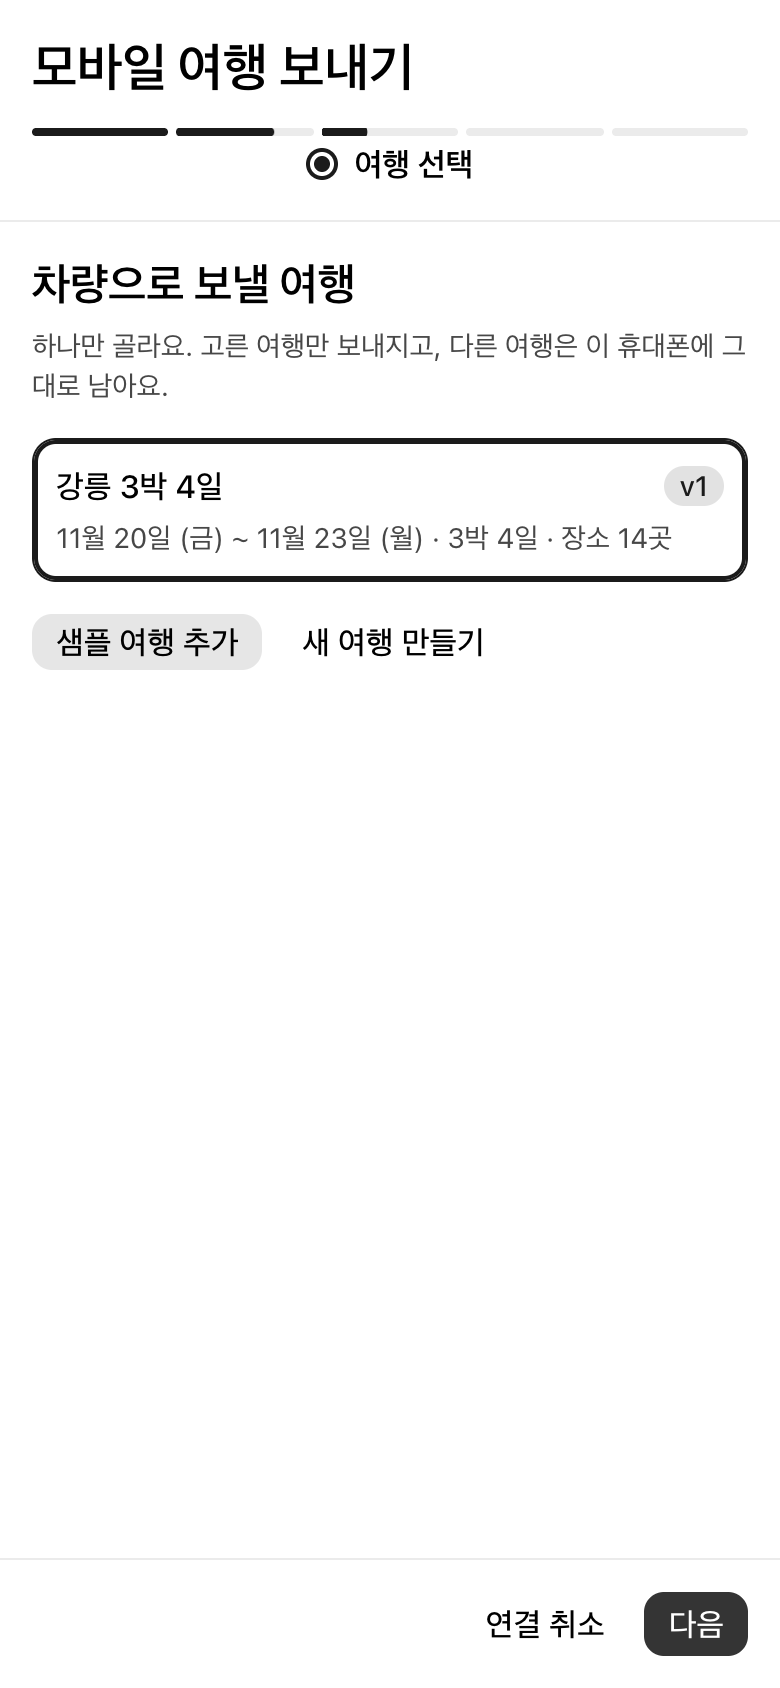 모바일 여행 보내기
여행 선택
차량으로 보낼 여행
하나만 골라요. 고른 여행만 보내지고, 다른 여행은 이 휴대폰에 그
대로 남아요.
강릉 3박 4일
v1
11월 20일 (금) ~ 11월 23일 (월) · 3박 4일 · 장소 14곳
샘플 여행 추가
새 여행 만들기
연결 취소
다음